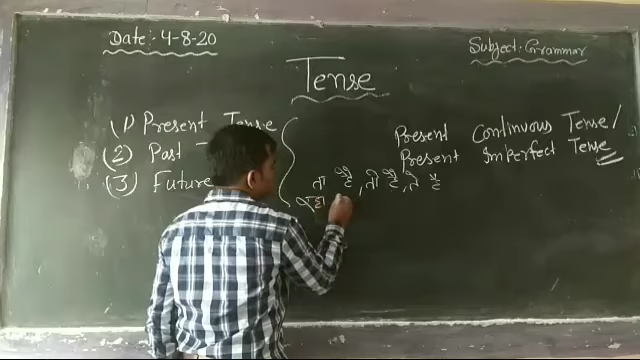 Date:- 4-8-20
Subject:- Grammar
Tense
(1) Present Tense
(2) Past
(3) Future
Present Continuous Tense /
Present Imperfect Tense
ता है, ती है, ते हैं